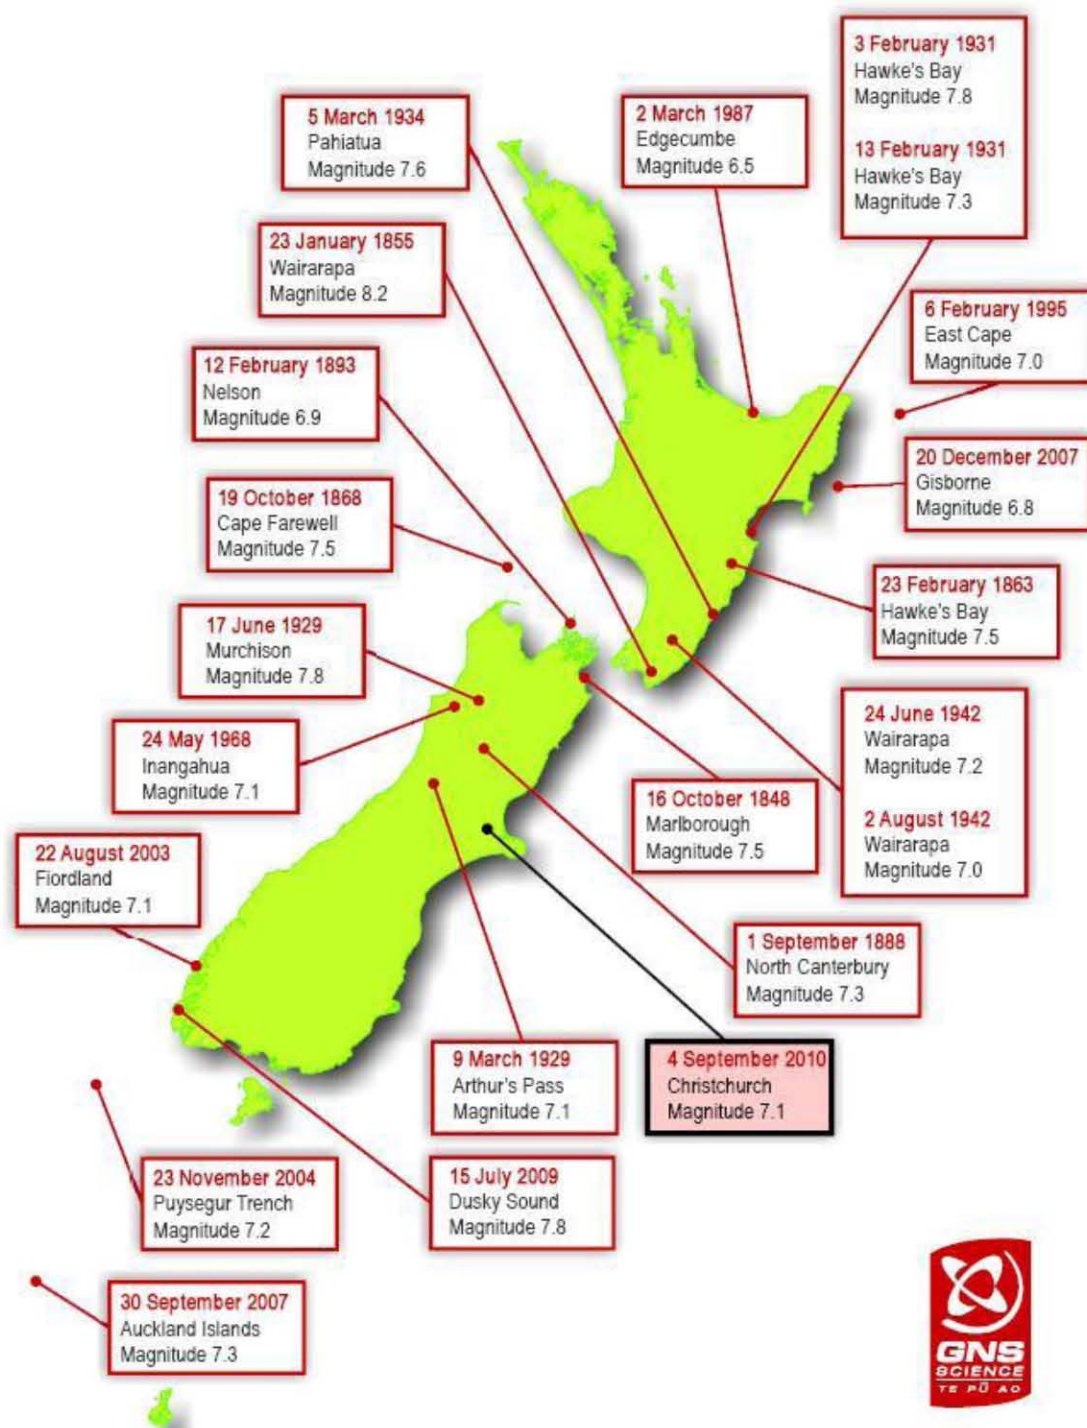 3 February 1931
Hawke's Bay
Magnitude 7.8
13 February 1931
Hawke's Bay
Magnitude 7.3
5 March 1934
Pahiatua
Magnitude 7.6
2 March 1987
Edgecumbe
Magnitude 6.5
23 January 1855
Wairarapa
Magnitude 8.2
6 February 1995
East Cape
Magnitude 7.0
12 February 1893
Nelson
Magnitude 6.9
20 December 2007
Gisborne
Magnitude 6.8
19 October 1868
Cape Farewell
Magnitude 7.5
23 February 1863
Hawke's Bay
Magnitude 7.5
17 June 1929
Murchison
Magnitude 7.8
24 June 1942
Wairarapa
Magnitude 7.2
2 August 1942
Wairarapa
Magnitude 7.0
24 May 1968
Inangahua
Magnitude 7.1
16 October 1848
Marlborough
Magnitude 7.5
22 August 2003
Fiordland
Magnitude 7.1
1 September 1888
North Canterbury
Magnitude 7.3
9 March 1929
Arthur's Pass
Magnitude 7.1
4 September 2010
Christchurch
Magnitude 7.1
23 November 2004
Puysegur Trench
Magnitude 7.2
15 July 2009
Dusky Sound
Magnitude 7.8
30 September 2007
Auckland Islands
Magnitude 7.3
GNS
SCIENCE
TE PŪ AO